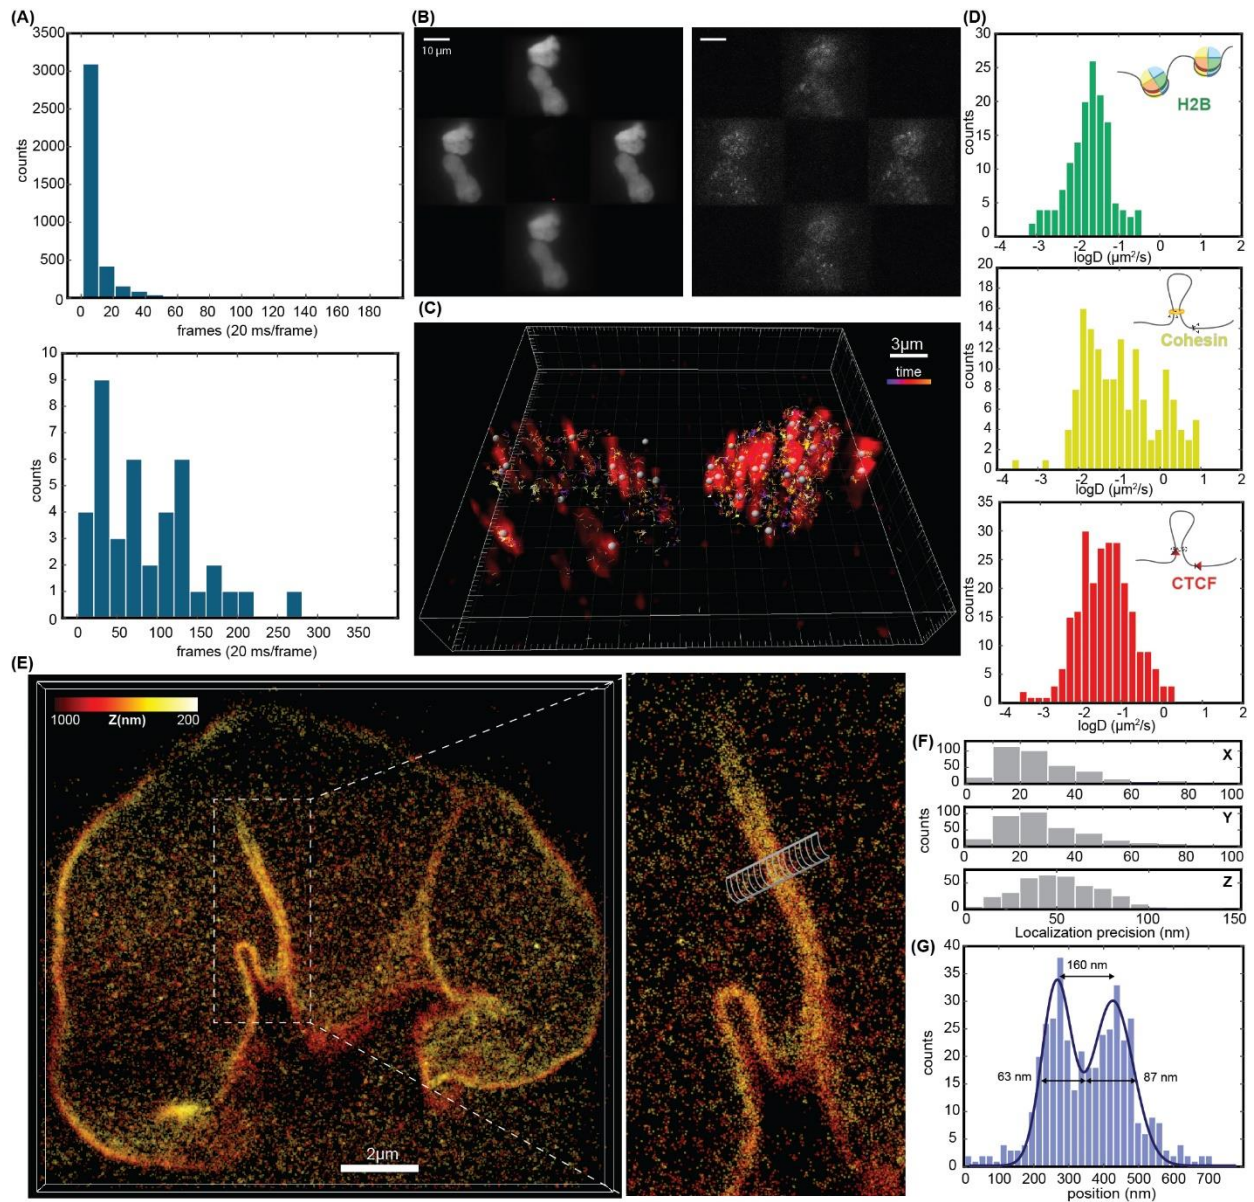 (A)
3500
3000
2500
2000
1500
1000
500
0
counts
0 20 40 60 80 100 120 140 160 180
frames (20 ms/frame)
10
9
8
7
6
5
4
3
2
1
0
counts
0 50 100 150 200 250 300 350
frames (20 ms/frame)
(B)
10 µm
(C)
3µm
time
(D)
30
25
20
15
10
5
0
counts
H2B
-4 -3 -2 -1 0 1 2
logD (µm²/s)
20
18
16
14
12
10
8
6
4
2
0
counts
Cohesin
-4 -3 -2 -1 0 1 2
logD (µm²/s)
35
30
25
20
15
10
5
0
counts
CTCF
-4 -3 -2 -1 0 1 2
logD (µm²/s)
(E)
1000 Z(nm) 200
2µm
(F)
100
50
0
X
0 20 40 60 80 100
counts
100
50
0
Y
0 20 40 60 80 100
100
50
0
Z
0 50 100 150
Localization precision (nm)
(G)
40
35
30
25
20
15
10
5
0
counts
160 nm
63 nm
87 nm
0 100 200 300 400 500 600 700
position (nm)